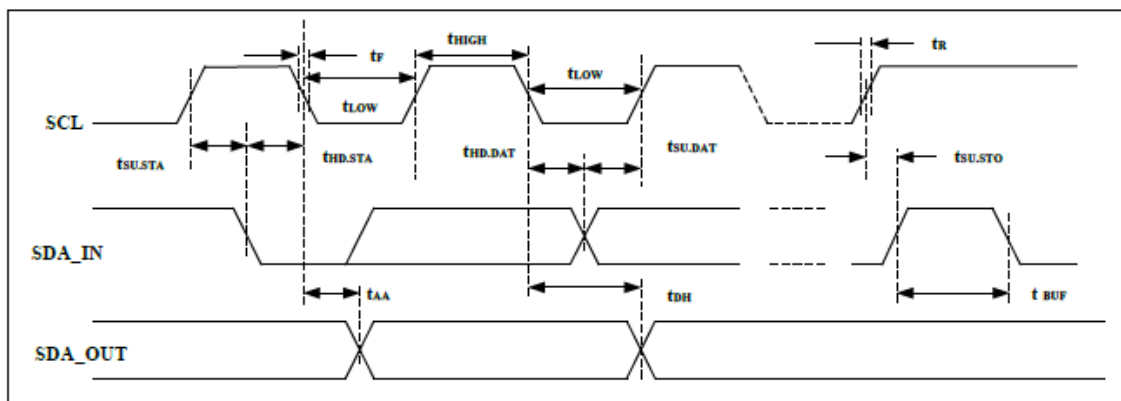 tHIGH
tF
tR
tLOW
tLOW
SCL
tSU.STA
tHD.STA
tHD.DAT
tSU.DAT
tSU.STO
SDA_IN
tAA
tDH
t BUF
SDA_OUT